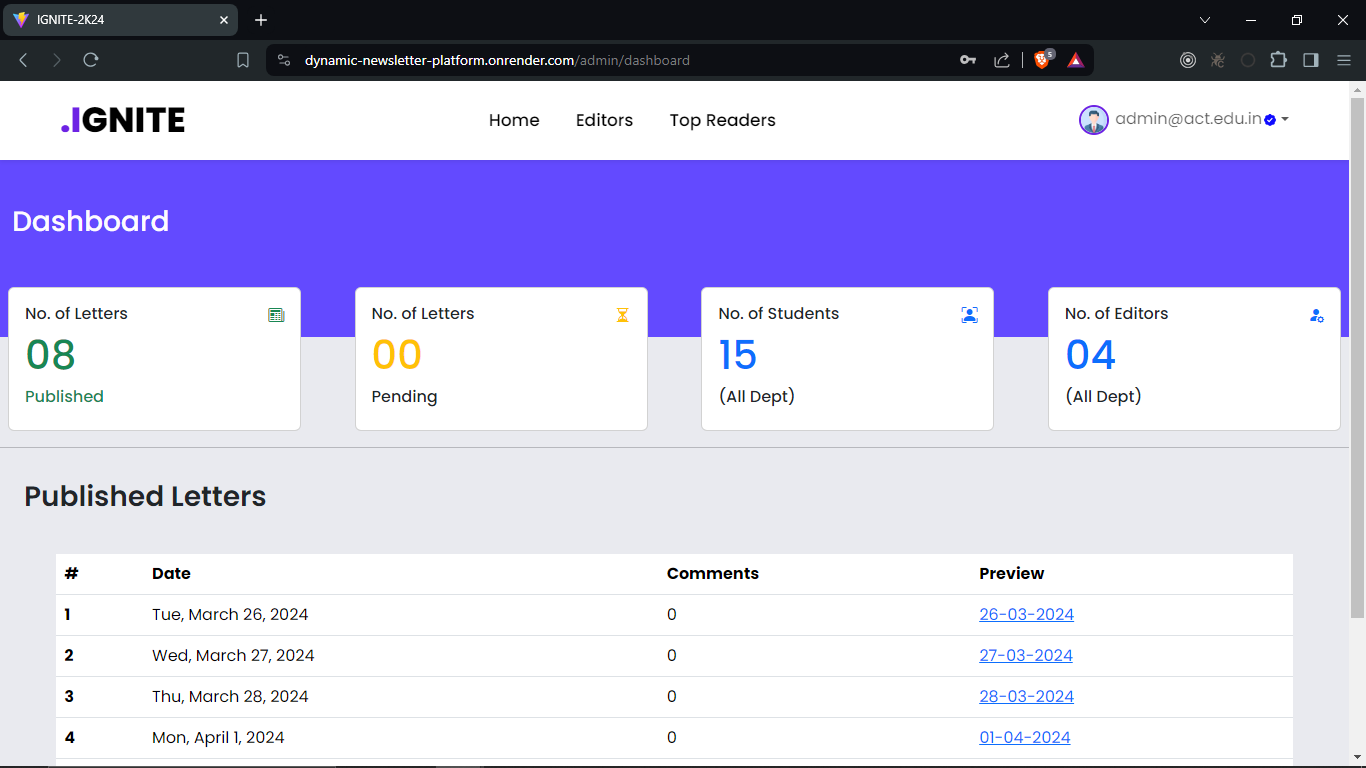 IGNITE-2K24
dynamic-newsletter-platform.onrender.com/admin/dashboard
5
.IGNITE
Home Editors Top Readers
admin@act.edu.in
Dashboard
No. of Letters
08
Published
No. of Letters
00
Pending
No. of Students
15
(All Dept)
No. of Editors
04
(All Dept)
Published Letters
# Date Comments Preview
1 Tue, March 26, 2024 0 26-03-2024
2 Wed, March 27, 2024 0 27-03-2024
3 Thu, March 28, 2024 0 28-03-2024
4 Mon, April 1, 2024 0 01-04-2024